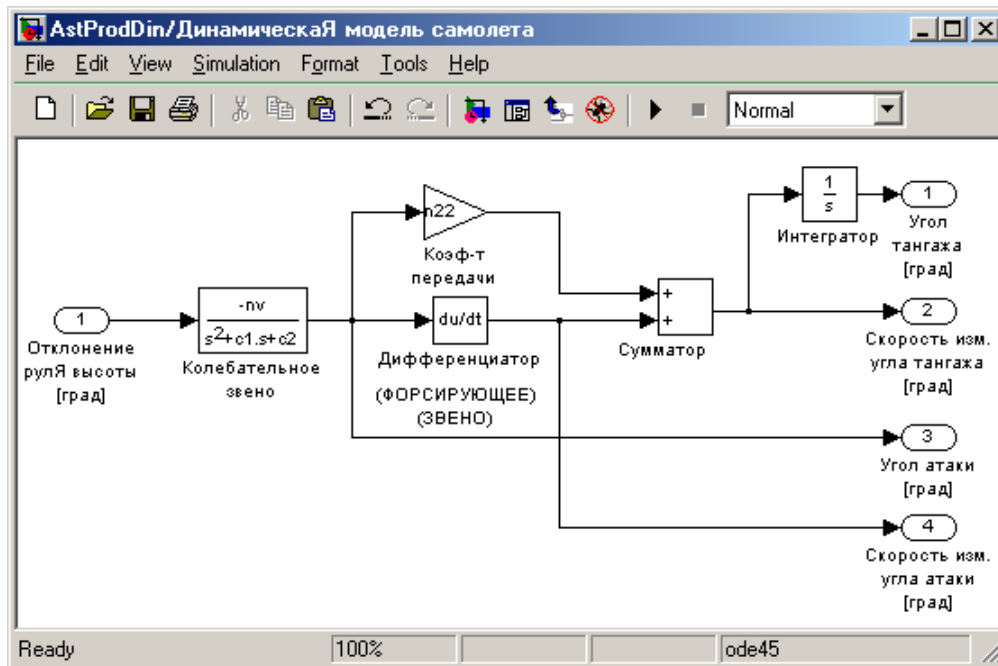 AstProdDin/ДинамическаЯ модель самолета
File Edit View Simulation Format Tools Help
Normal
n22
Коэф-т
передачи
1
s
Интегратор
1
Угол
тангажа
[град]
1
Отклонение
рулЯ высоты
[град]
-nv
s2+c1.s+c2
Колебательное
звено
du/dt
Дифференциатор
(ФОРСИРУЮЩЕЕ)
(ЗВЕНО)
+
+
Сумматор
2
Скорость изм.
угла тангажа
[град]
3
Угол атаки
[град]
4
Скорость изм.
угла атаки
[град]
Ready 100% ode45